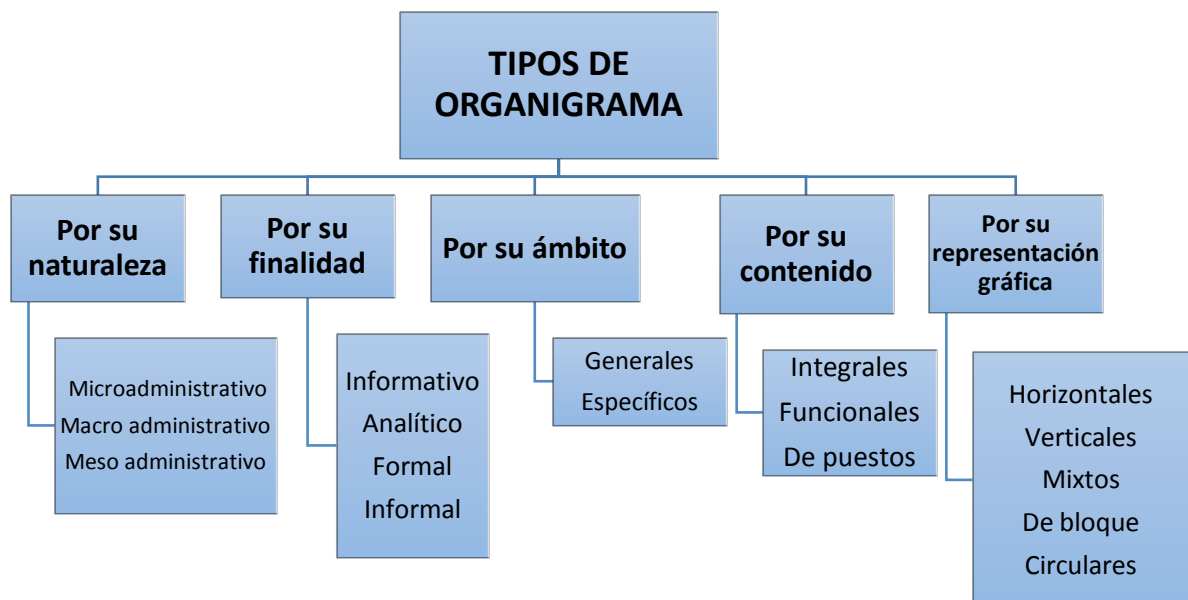 TIPOS DE
ORGANIGRAMA
Por su
naturaleza
Microadministrativo
Macro administrativo
Meso administrativo
Por su
finalidad
Informativo
Analítico
Formal
Informal
Por su ámbito
Generales
Específicos
Por su
contenido
Integrales
Funcionales
De puestos
Por su
representación
gráfica
Horizontales
Verticales
Mixtos
De bloque
Circulares